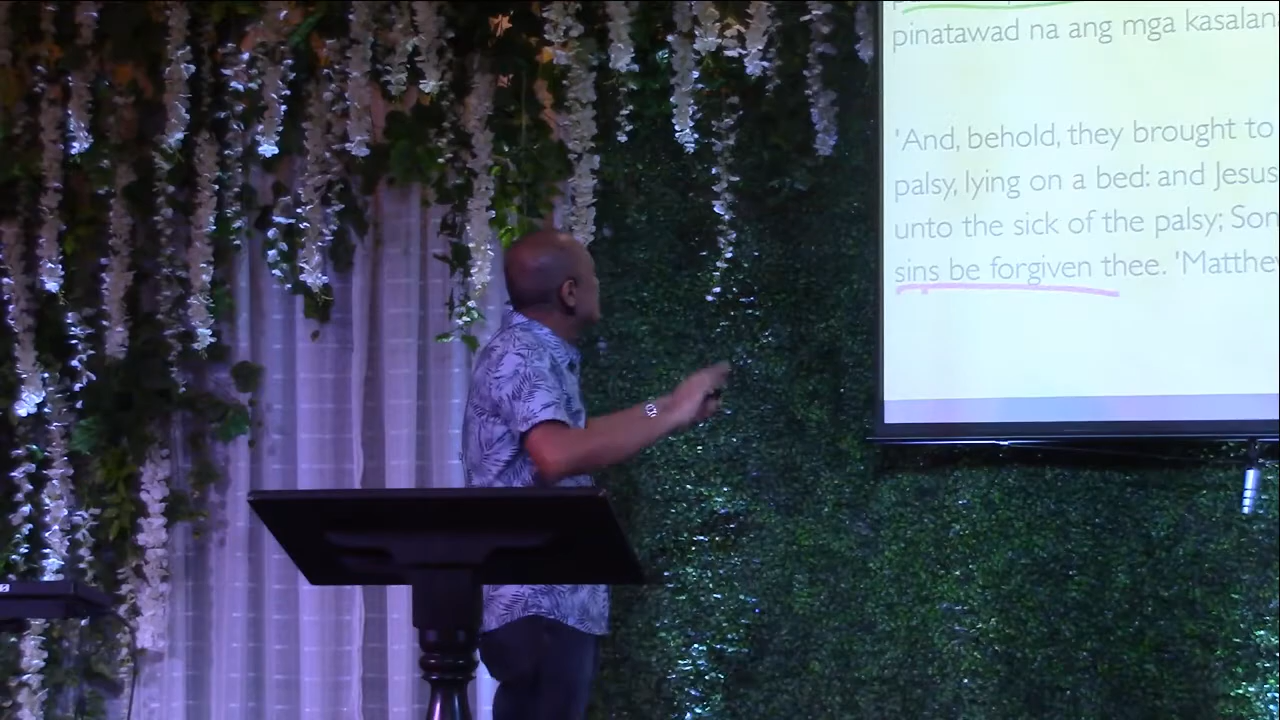 pinatawad na ang mga kasalan
'And, behold, they brought to
palsy, lying on a bed: and Jesus
unto the sick of the palsy; Son
sins be forgiven thee. 'Matthe